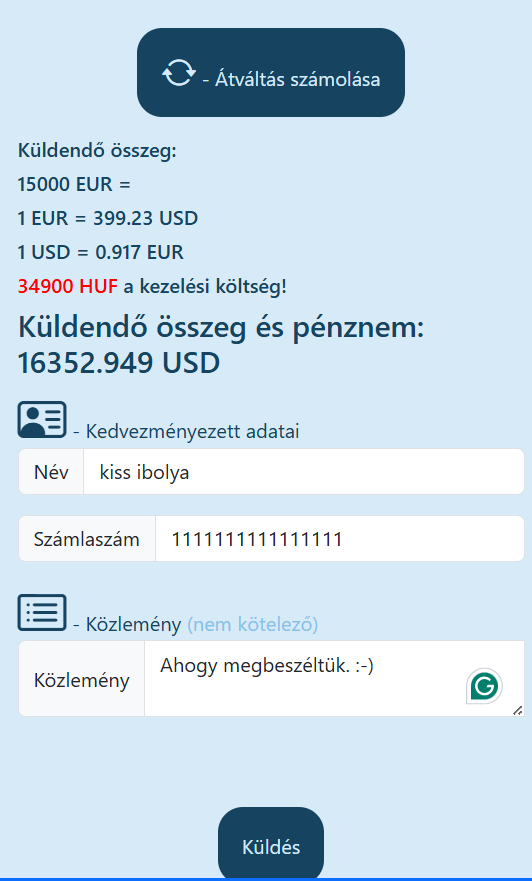 - Átváltás számolása
Küldendő összeg:
15000 EUR =
1 EUR = 399.23 USD
1 USD = 0.917 EUR
34900 HUF a kezelési költség!
Küldendő összeg és pénznem:
16352.949 USD
- Kedvezményezett adatai
Név kiss ibolya
Számlaszám 1111111111111111
- Közlemény (nem kötelező)
Közlemény Ahogy megbeszéltük. :-)
Küldés